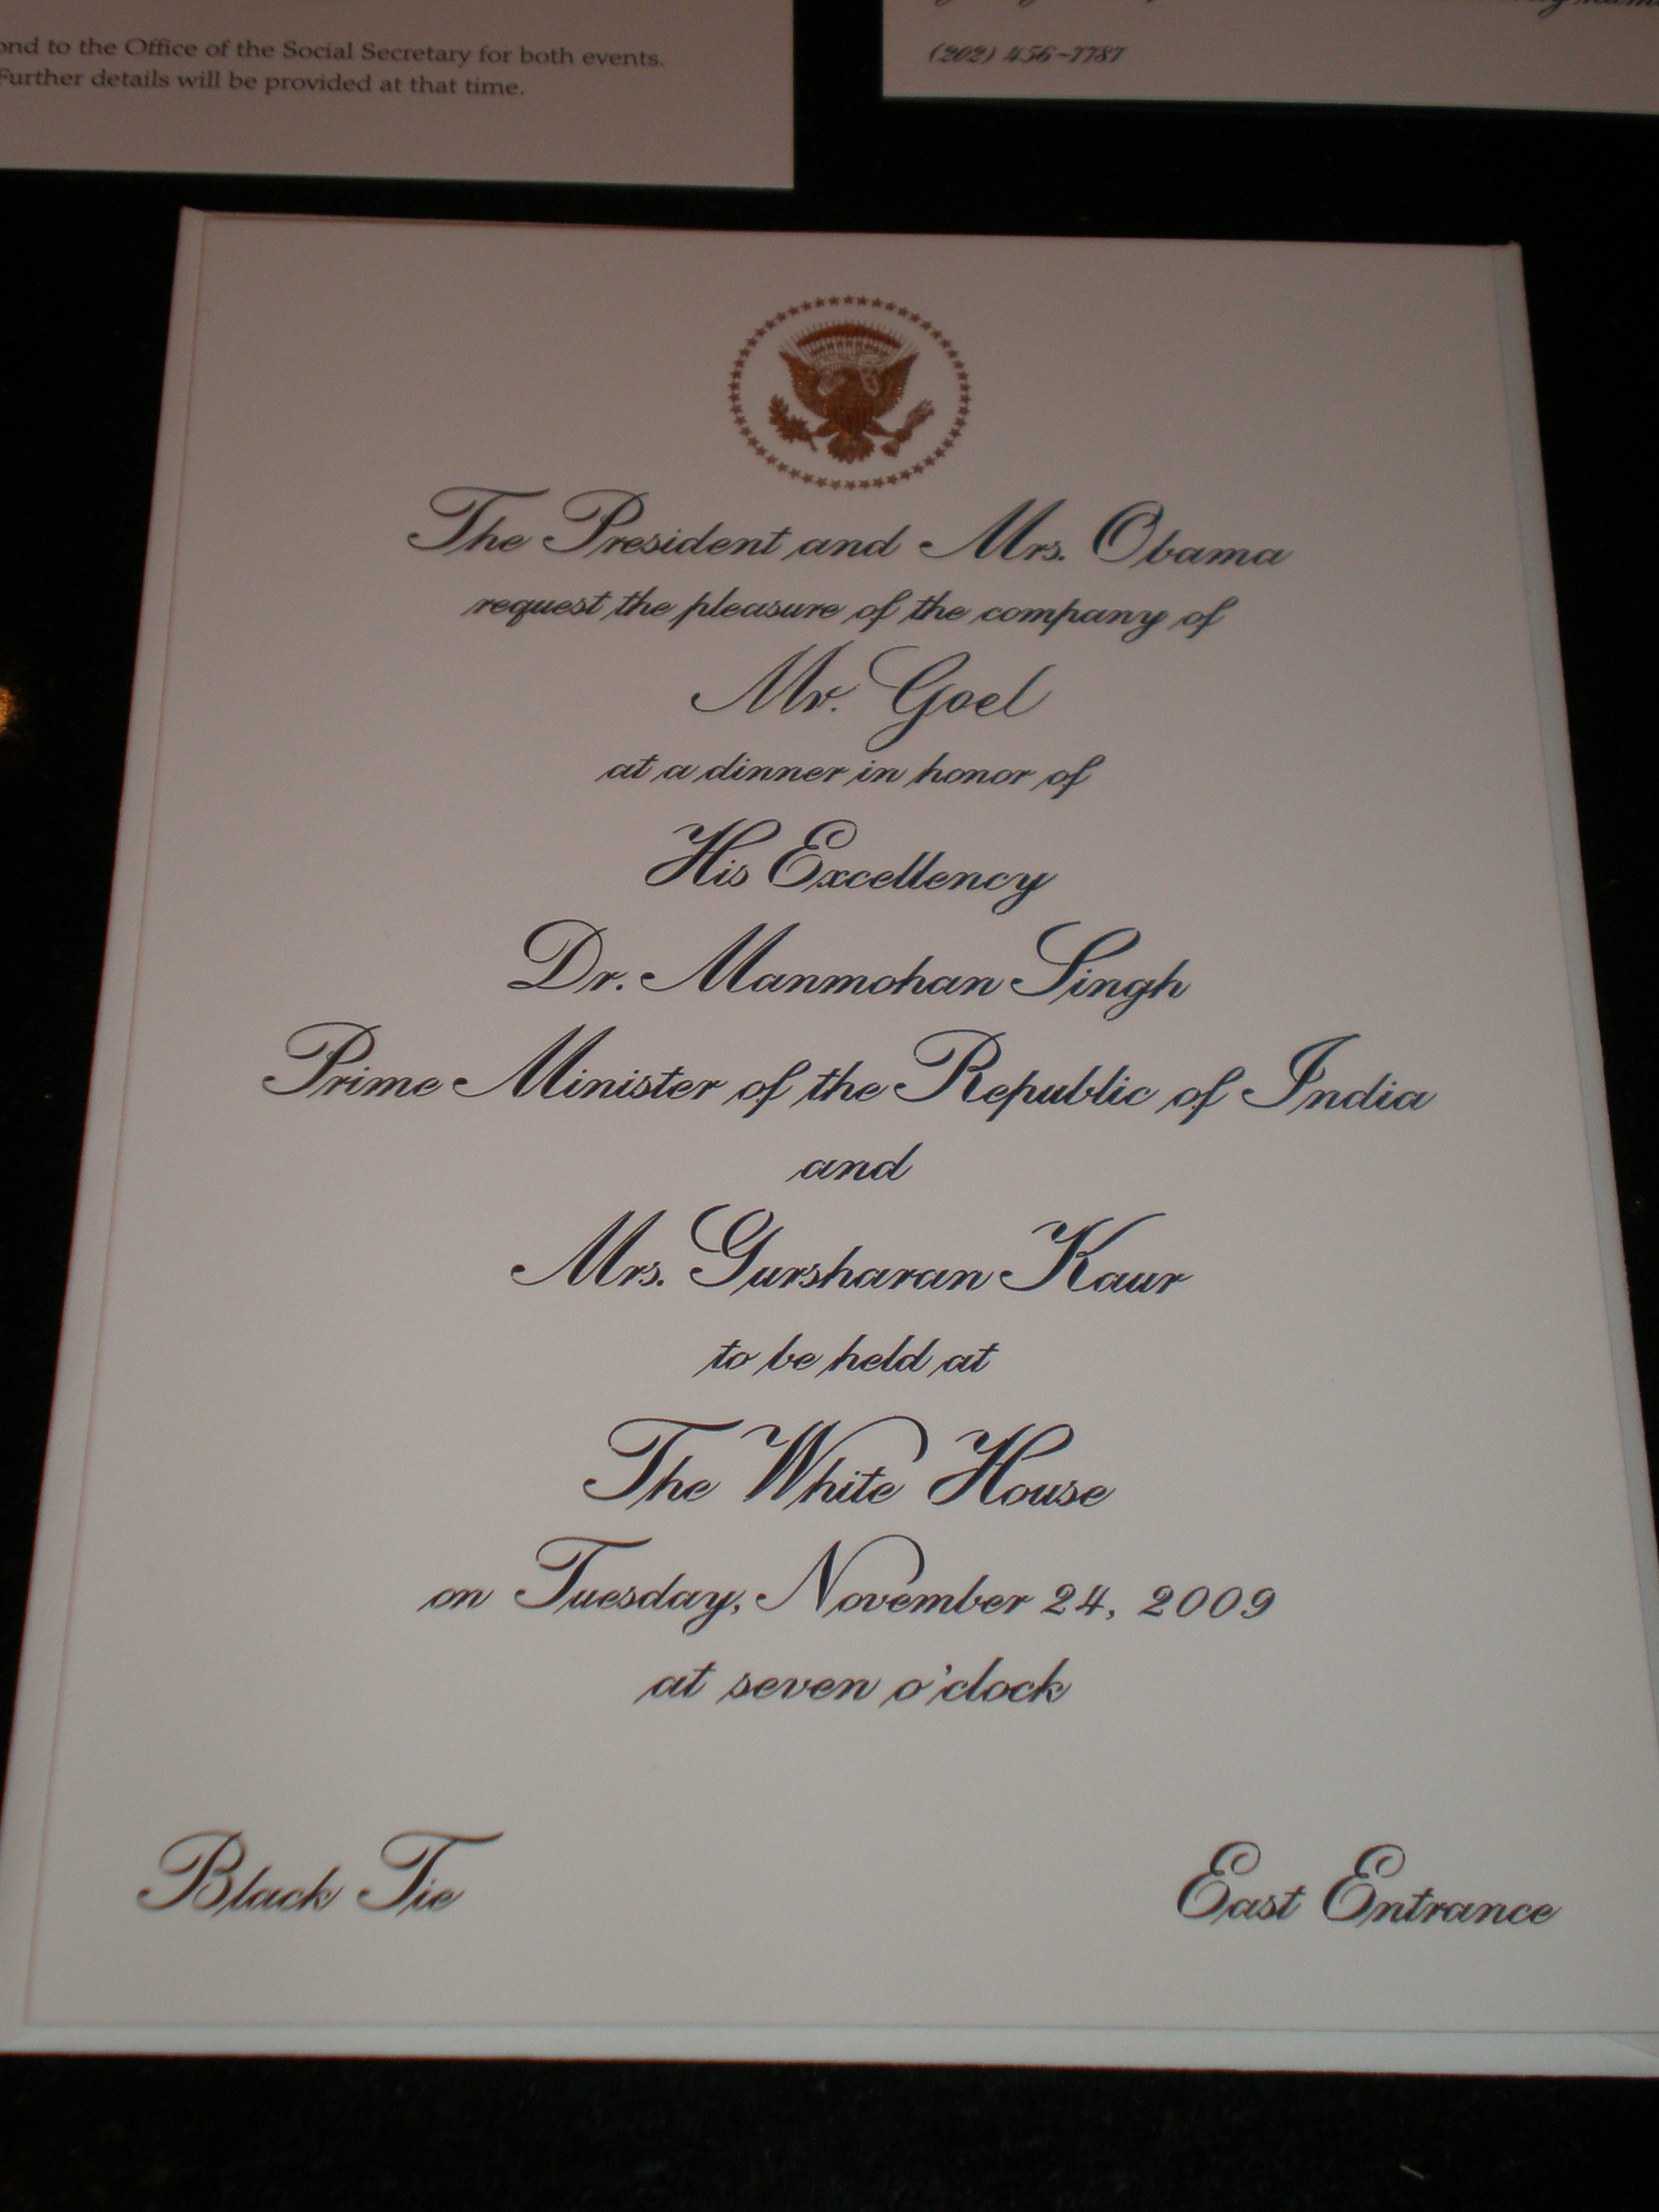 ond to the Office of the Social Secretary for both events.
Further details will be provided at that time.
(202) 456-7787
The President and Mrs. Obama
request the pleasure of the company of
Mr. Goel
at a dinner in honor of
His Excellency
Dr. Manmohan Singh
Prime Minister of the Republic of India
and
Mrs. Gursharan Kaur
to be held at
The White House
on Tuesday, November 24, 2009
at seven o'clock
Black Tie
East Entrance